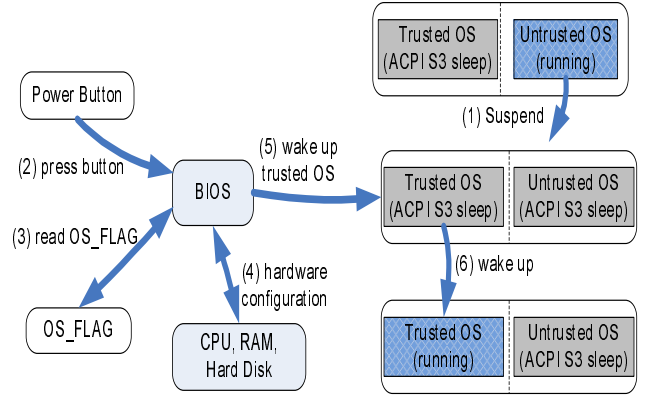 Trusted OS
(ACPI S3 sleep)
Untrusted OS
(running)
Power Button
(1) Suspend
(2) press button
(5) wake up
trusted OS
BIOS
Trusted OS
(ACPI S3 sleep)
Untrusted OS
(ACPI S3 sleep)
(3) read OS_FLAG
(4) hardware
configuration
(6) wake up
OS_FLAG
CPU, RAM,
Hard Disk
Trusted OS
(running)
Untrusted OS
(ACPI S3 sleep)